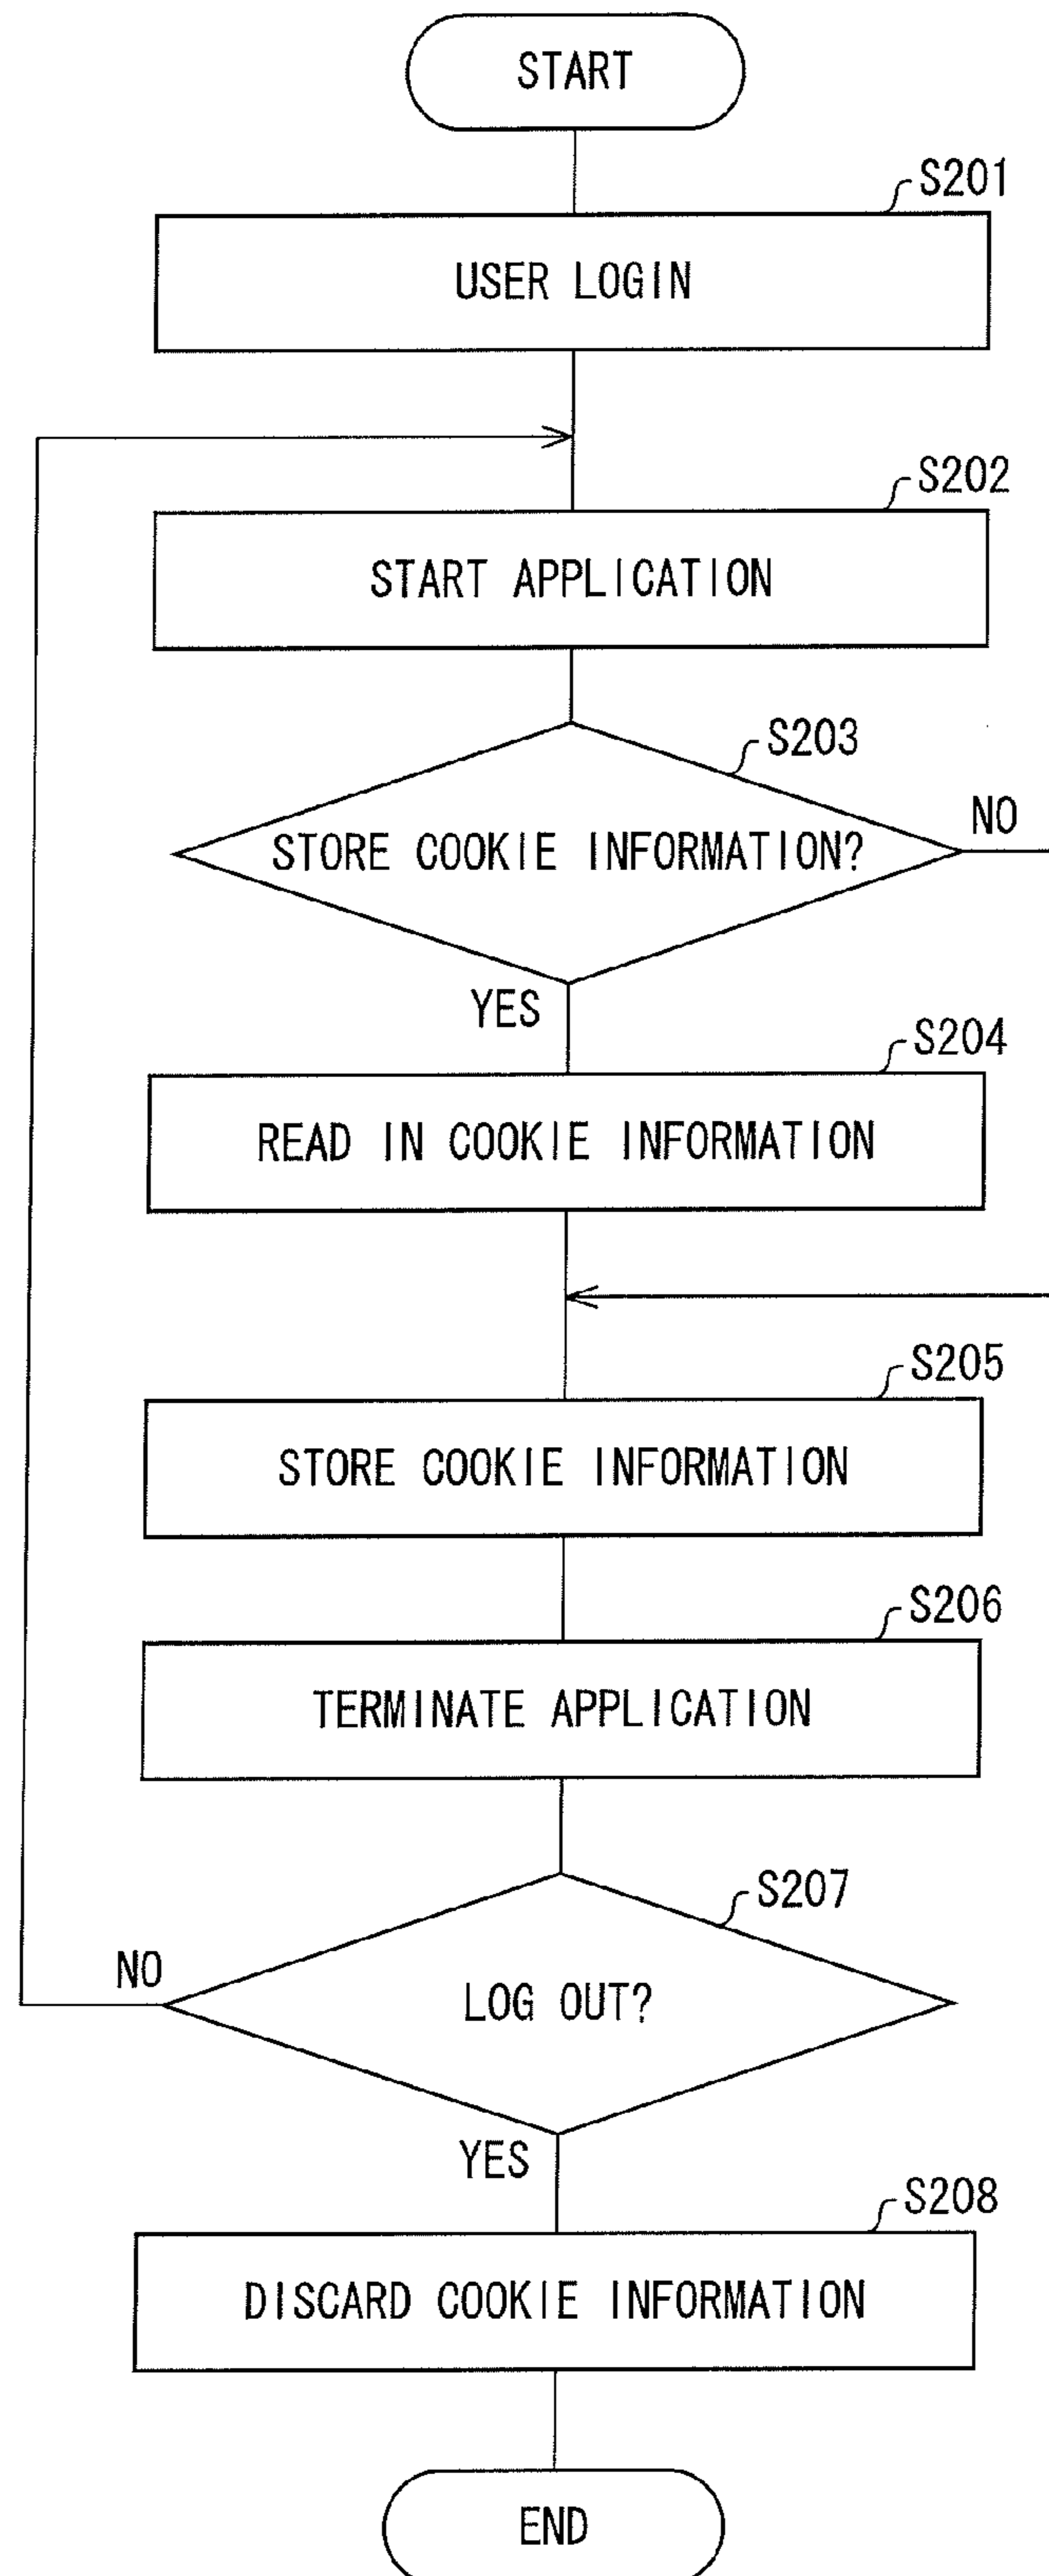 START
S201
USER LOGIN
S202
START APPLICATION
S203
STORE COOKIE INFORMATION?
NO
YES
S204
READ IN COOKIE INFORMATION
S205
STORE COOKIE INFORMATION
S206
TERMINATE APPLICATION
S207
NO
LOG OUT?
YES
S208
DISCARD COOKIE INFORMATION
END